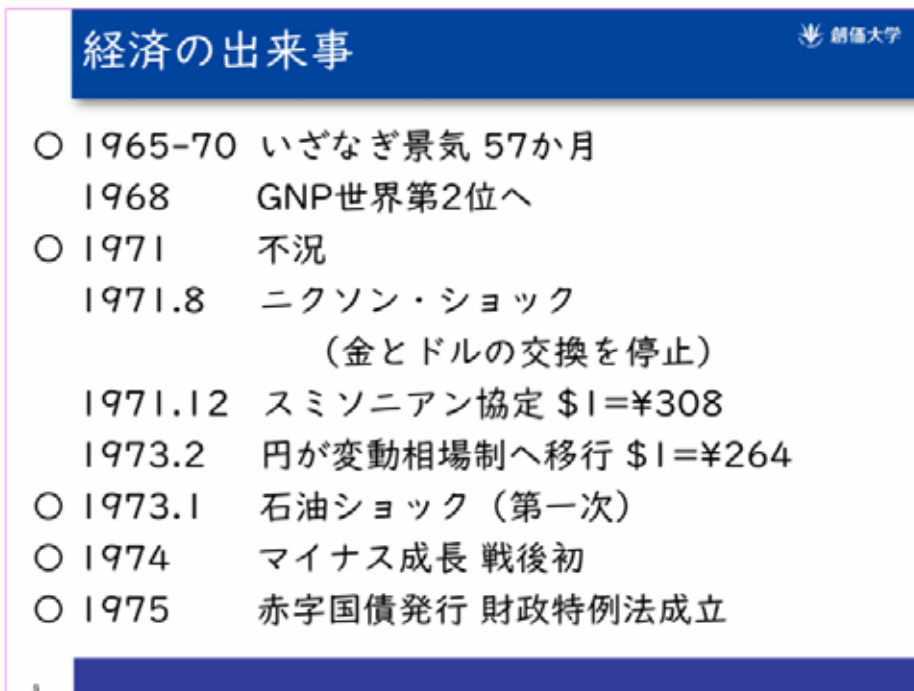 経済の出来事
創価大学
○ 1965-70 いざなぎ景気 57か月
1968 GNP世界第2位へ
○ 1971 不況
1971.8 ニクソン・ショック
（金とドルの交換を停止）
1971.12 スミソニアン協定 $1=¥308
1973.2 円が変動相場制へ移行 $1=¥264
○ 1973.1 石油ショック（第一次）
○ 1974 マイナス成長 戦後初
○ 1975 赤字国債発行 財政特例法成立